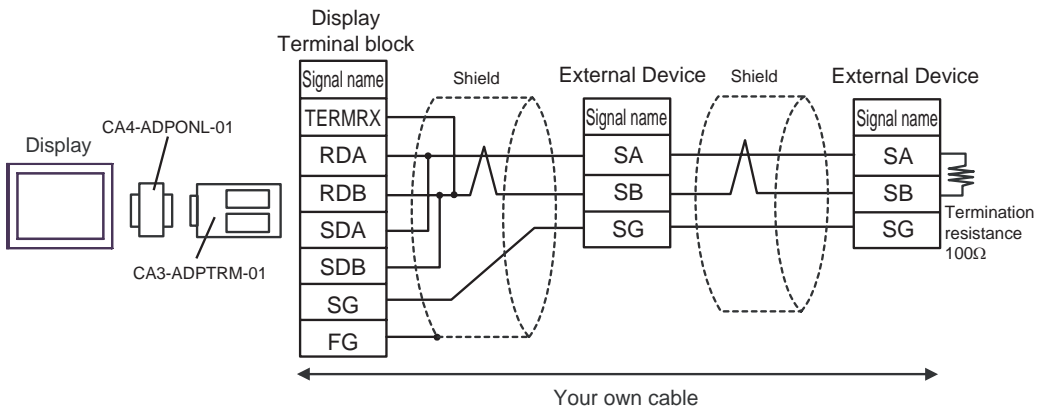 Display
Terminal block
Signal name
TERMRX
RDA
RDB
SDA
SDB
SG
FG
Display
CA4-ADPONL-01
CA3-ADPTRM-01
Shield
External Device
Signal name
SA
SB
SG
Shield
External Device
Signal name
SA
SB
SG
Termination
resistance
100Ω
Your own cable